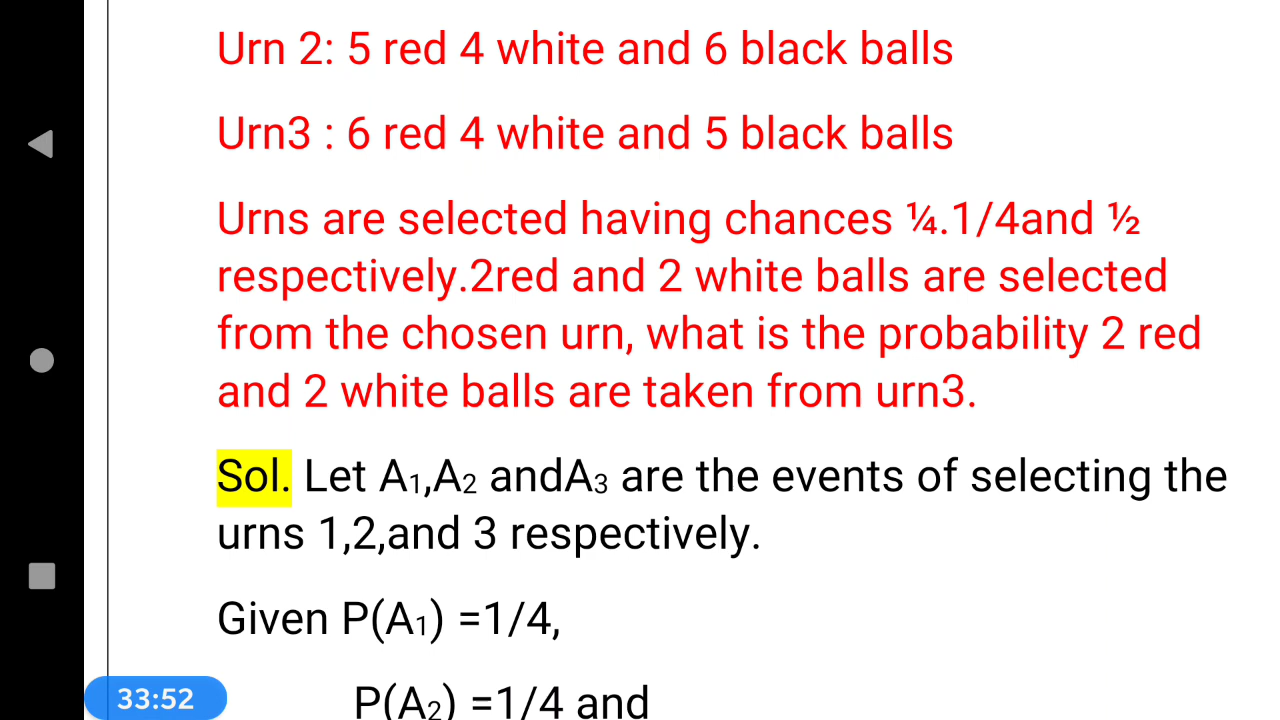 Urn 2: 5 red 4 white and 6 black balls
Urn3 : 6 red 4 white and 5 black balls
Urns are selected having chances ¼.1/4and ½
respectively.2red and 2 white balls are selected
from the chosen urn, what is the probability 2 red
and 2 white balls are taken from urn3.
Sol. Let A₁,A₂ andA₃ are the events of selecting the
urns 1,2,and 3 respectively.
Given P(A₁) =1/4,
P(A₂) =1/4 and
33:52